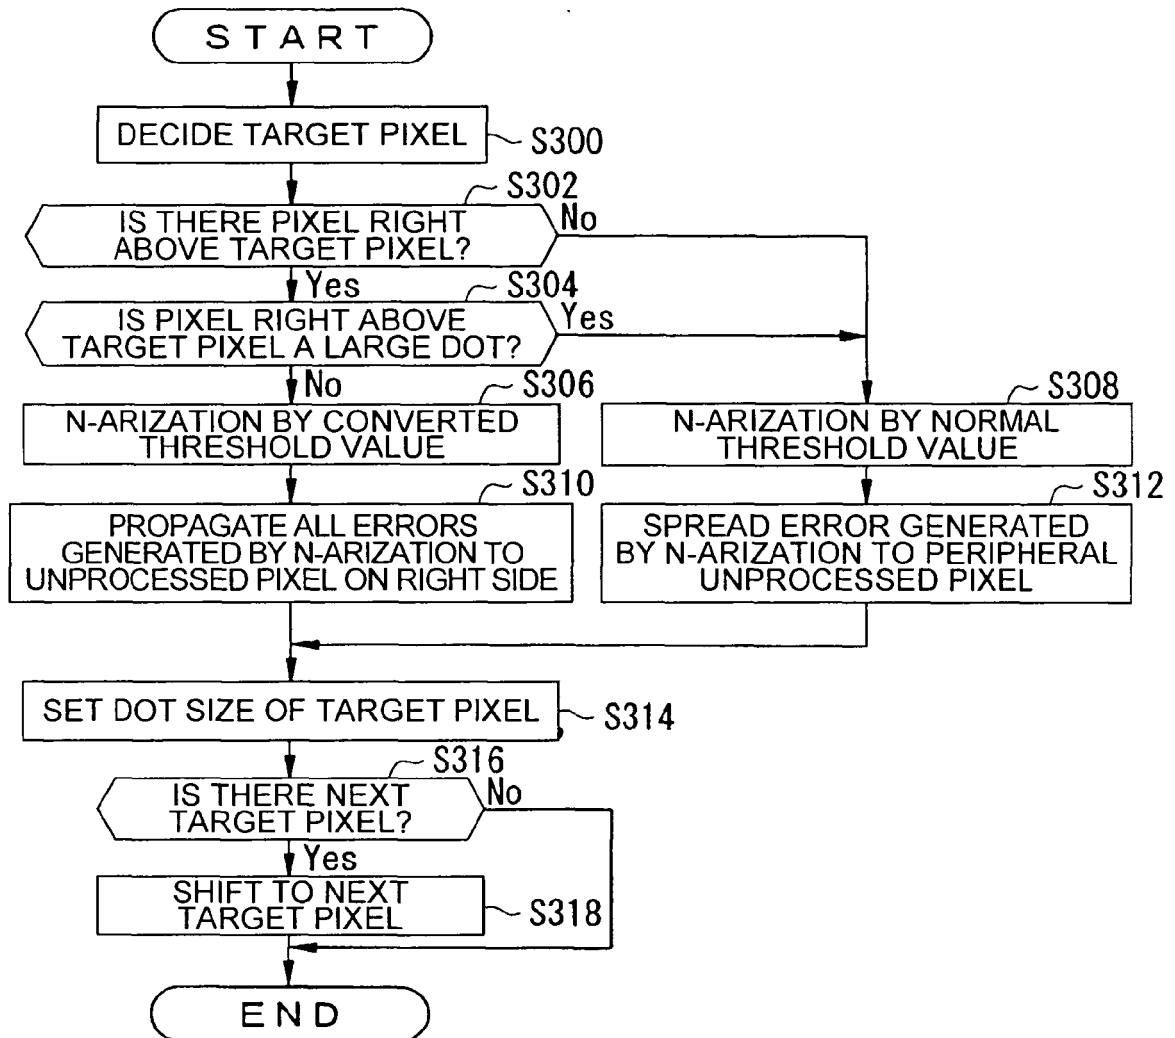 START
DECIDE TARGET PIXEL
S300
S302
IS THERE PIXEL RIGHT
ABOVE TARGET PIXEL?
No
Yes
S304
IS PIXEL RIGHT ABOVE
TARGET PIXEL A LARGE DOT?
Yes
No
S306
N-ARIZATION BY CONVERTED
THRESHOLD VALUE
S308
N-ARIZATION BY NORMAL
THRESHOLD VALUE
S310
PROPAGATE ALL ERRORS
GENERATED BY N-ARIZATION TO
UNPROCESSED PIXEL ON RIGHT SIDE
S312
SPREAD ERROR GENERATED
BY N-ARIZATION TO PERIPHERAL
UNPROCESSED PIXEL
SET DOT SIZE OF TARGET PIXEL
S314
S316
IS THERE NEXT
TARGET PIXEL?
No
Yes
SHIFT TO NEXT
TARGET PIXEL
S318
END